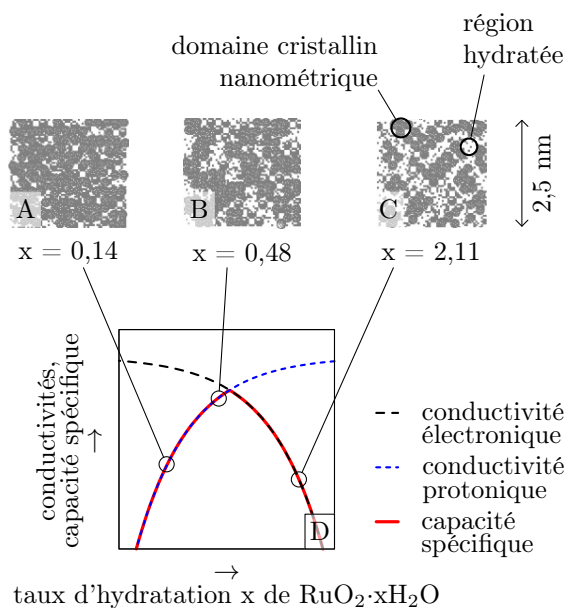 domaine cristallin
nanométrique
région
hydratée
A
B
C
2,5 nm
x = 0,14
x = 0,48
x = 2,11
conductivités,
capacité spécifique
→
D
conductivité
électronique
conductivité
protonique
capacité
spécifique
→
taux d'hydratation x de RuO₂·xH₂O